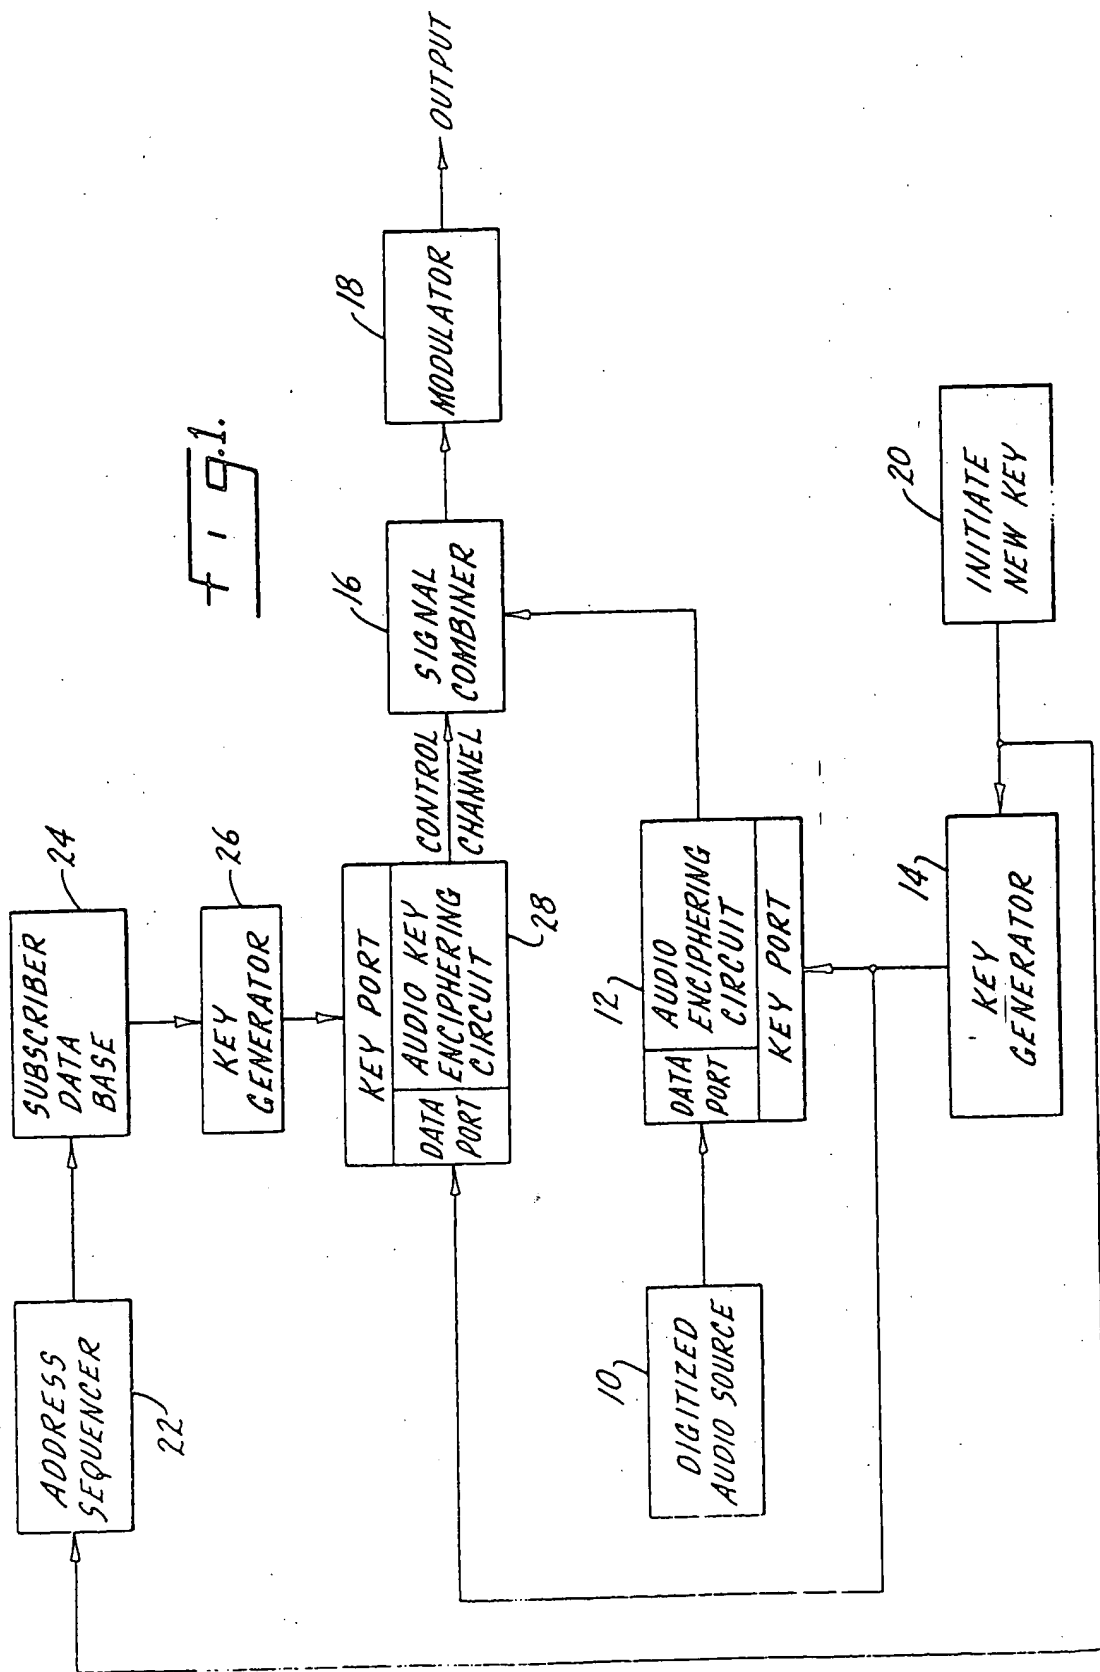 Fig.1.
ADDRESS
SEQUENCER
22
SUBSCRIBER
DATA
BASE
24
KEY
GENERATOR
26
KEY PORT
DATA
PORT
AUDIO KEY
ENCIPHERING
CIRCUIT
28
CONTROL
CHANNEL
SIGNAL
COMBINER
16
MODULATOR
18
OUTPUT
DIGITIZED
AUDIO SOURCE
10
DATA
PORT
AUDIO
ENCIPHERING
CIRCUIT
KEY PORT
12
KEY
GENERATOR
14
INITIATE
NEW KEY
20